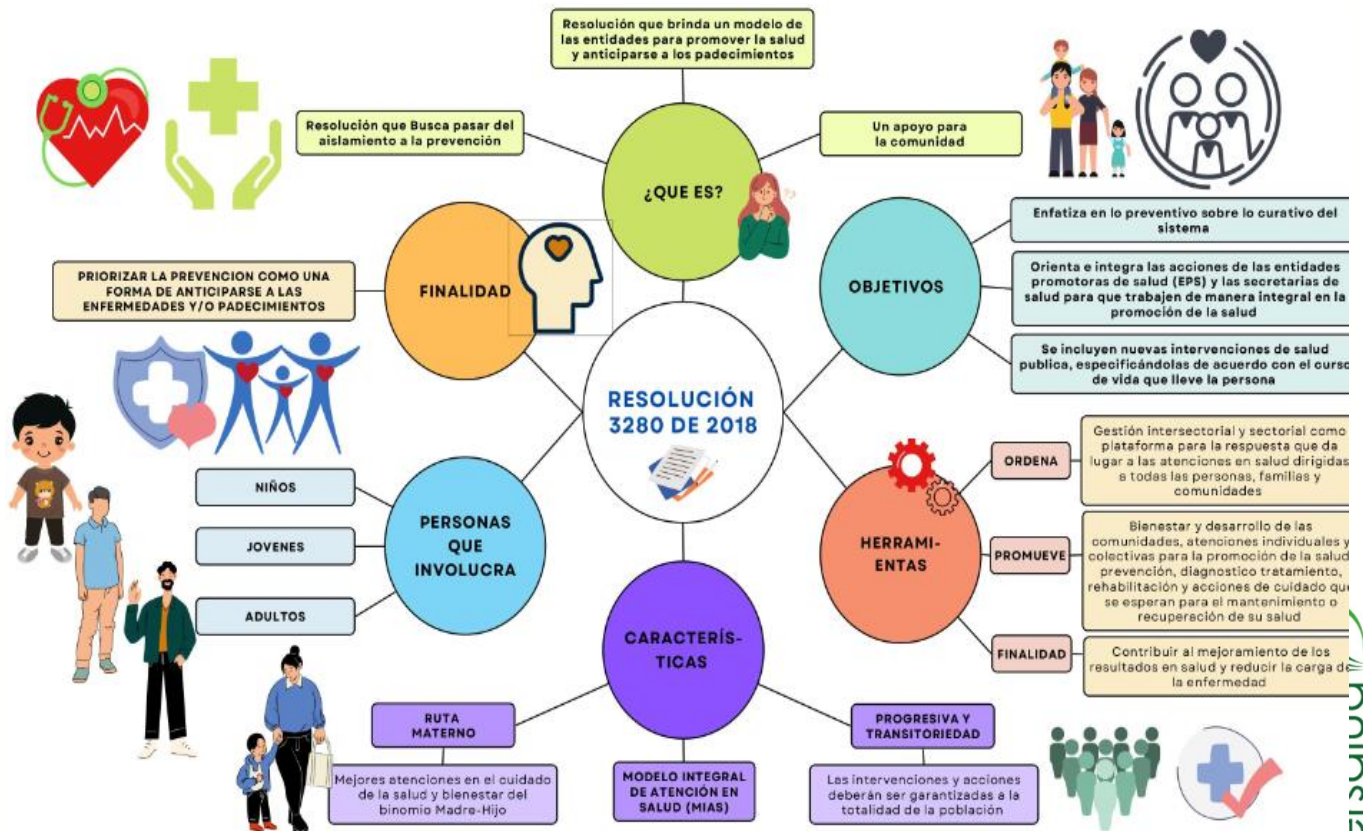 Resolución que brinda un modelo de
las entidades para promover la salud
y anticiparse a los padecimientos
Resolución que Busca pasar del
aislamiento a la prevención
Un apoyo para
la comunidad
¿QUE ES?
FINALIDAD
PRIORIZAR LA PREVENCION COMO UNA
FORMA DE ANTICIPARSE A LAS
ENFERMEDADES Y/O PADECIMIENTOS
OBJETIVOS
Enfatiza en lo preventivo sobre lo curativo del
sistema
Orienta e integra las acciones de las entidades
promotoras de salud (EPS) y las secretarias de
salud para que trabajen de manera integral en la
promoción de la salud
Se incluyen nuevas intervenciones de salud
publica, especificándolas de acuerdo con el curso
de vida que lleve la persona
RESOLUCIÓN
3280 DE 2018
PERSONAS
QUE
INVOLUCRA
NIÑOS
JOVENES
ADULTOS
HERRAMI-
ENTAS
ORDENA
Gestión intersectorial y sectorial como
plataforma para la respuesta que da
lugar a las atenciones en salud dirigidas
a todas las personas, familias y
comunidades
PROMUEVE
Bienestar y desarrollo de las
comunidades, atenciones individuales y
colectivas para la promoción de la salud
prevención, diagnostico tratamiento,
rehabilitación y acciones de cuidado que
se esperan para el mantenimiento o
recuperación de su salud
FINALIDAD
Contribuir al mejoramiento de los
resultados en salud y reducir la carga de
la enfermedad
CARACTERÍS-
TICAS
RUTA
MATERNO
Mejores atenciones en el cuidado
de la salud y bienestar del
binomio Madre-Hijo
MODELO INTEGRAL
DE ATENCIÓN EN
SALUD (MIAS)
PROGRESIVA Y
TRANSITORIEDAD
Las intervenciones y acciones
deberán ser garantizadas a la
totalidad de la población